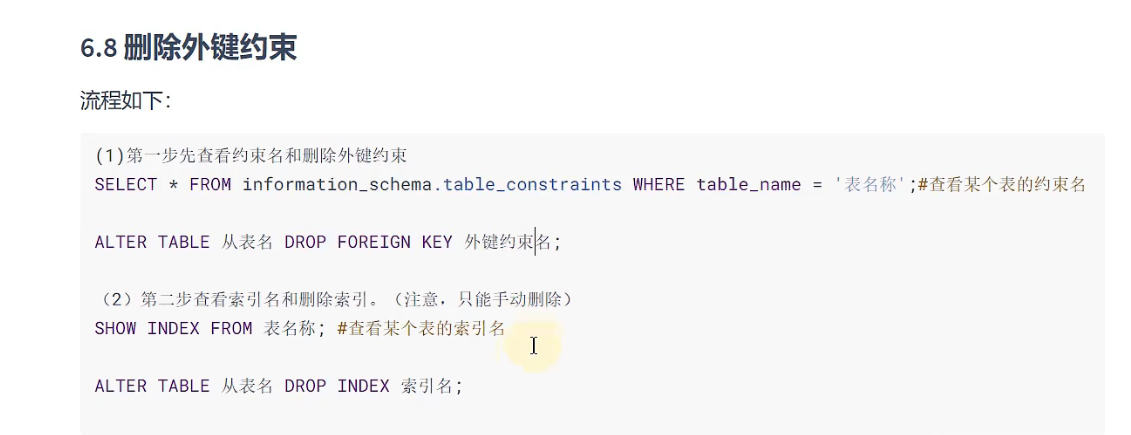 6.8 删除外键约束
流程如下：
(1)第一步先查看约束名和删除外键约束
SELECT * FROM information_schema.table_constraints WHERE table_name = '表名称';#查看某个表的约束名
ALTER TABLE 从表名 DROP FOREIGN KEY 外键约束名;
（2）第二步查看索引名和删除索引。（注意，只能手动删除）
SHOW INDEX FROM 表名称; #查看某个表的索引名
ALTER TABLE 从表名 DROP INDEX 索引名;